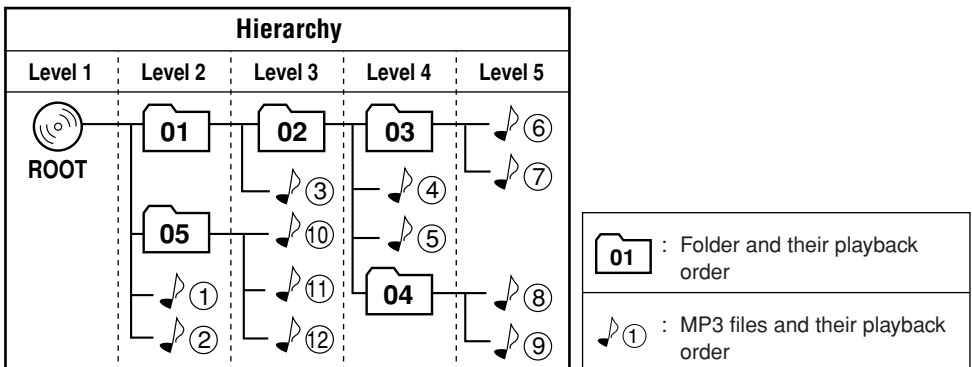 Hierarchy
Level 1 Level 2 Level 3 Level 4 Level 5
01 02 03 ⑥
ROOT ③ ④ ⑦
05 ⑩ ⑤
① ⑪ 04 ⑧
② ⑫ ⑨
01 : Folder and their playback
order
① : MP3 files and their playback
order